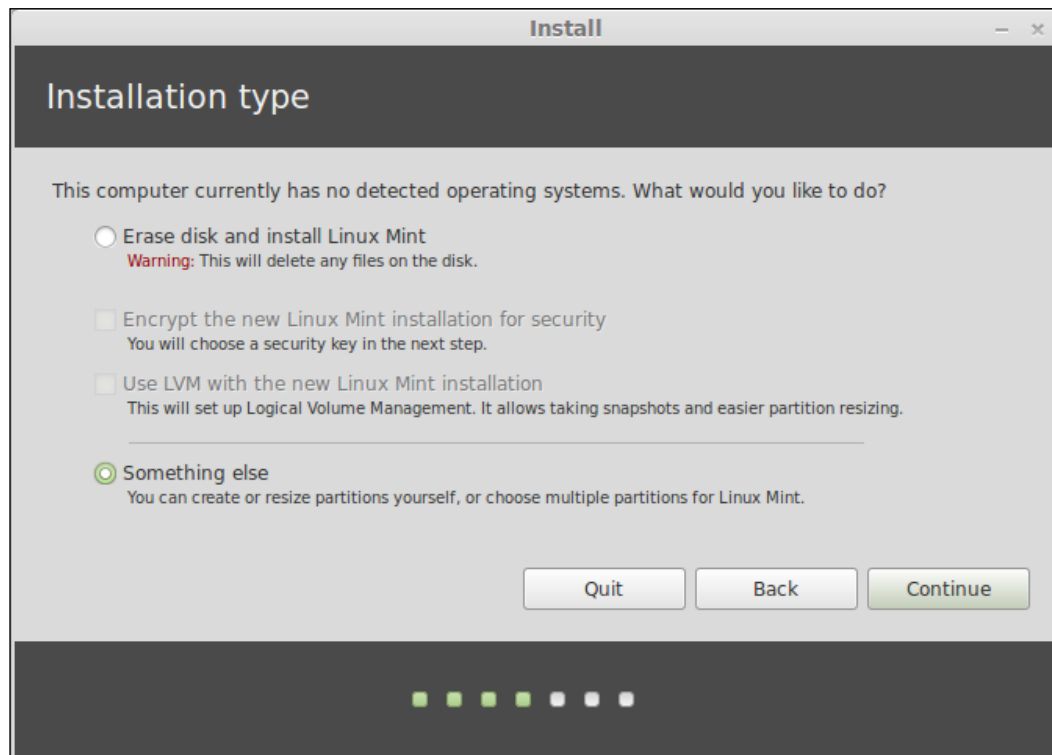 Install
Installation type
This computer currently has no detected operating systems. What would you like to do?
Erase disk and install Linux Mint
Warning: This will delete any files on the disk.
Encrypt the new Linux Mint installation for security
You will choose a security key in the next step.
Use LVM with the new Linux Mint installation
This will set up Logical Volume Management. It allows taking snapshots and easier partition resizing.
Something else
You can create or resize partitions yourself, or choose multiple partitions for Linux Mint.
Quit Back Continue